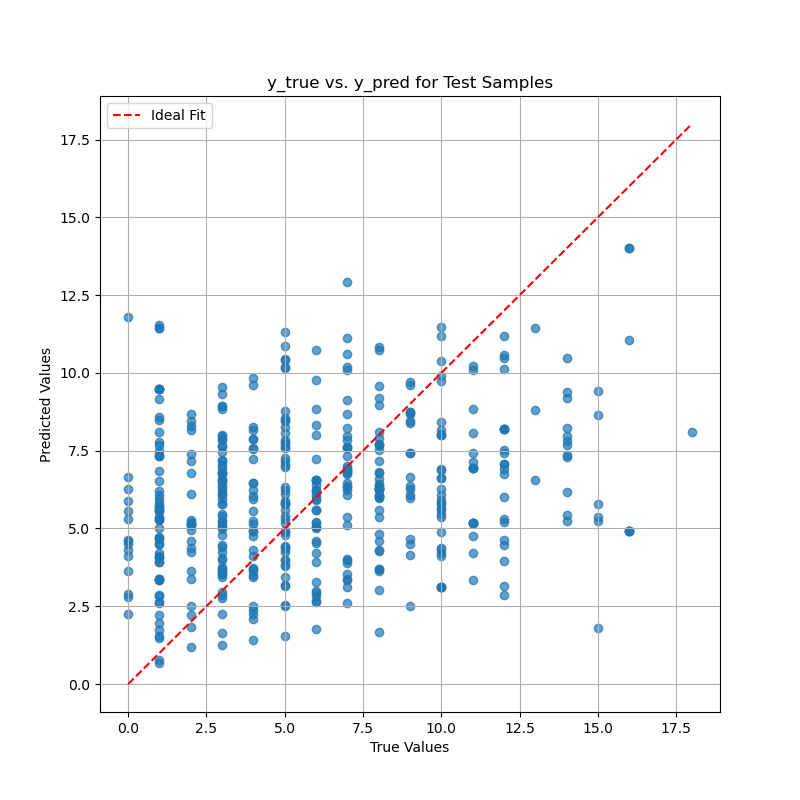 y_true vs. y_pred for Test Samples
Ideal Fit
17.5
15.0
12.5
10.0
7.5
5.0
2.5
0.0
Predicted Values
0.0 2.5 5.0 7.5 10.0 12.5 15.0 17.5
True Values